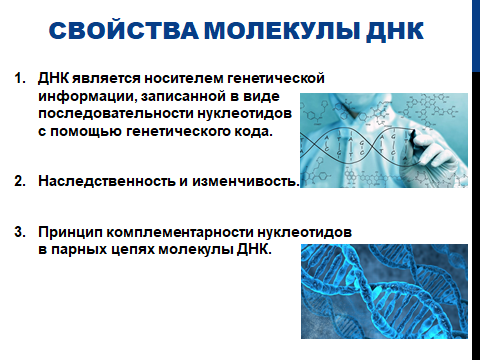 СВОЙСТВА МОЛЕКУЛЫ ДНК
1. ДНК является носителем генетической
информации, записанной в виде
последовательности нуклеотидов
с помощью генетического кода.
2. Наследственность и изменчивость.
3. Принцип комплементарности нуклеотидов
в парных цепях молекулы ДНК.